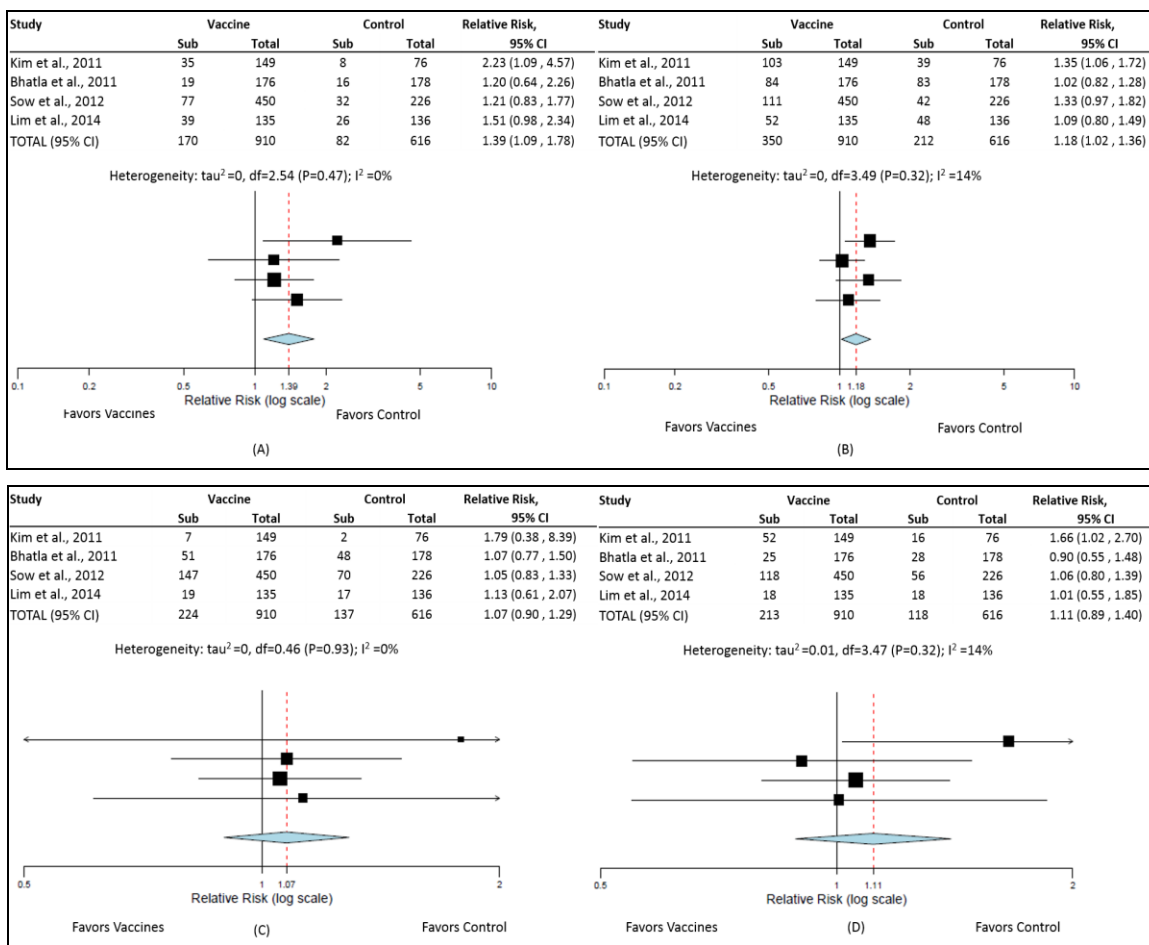 Study Vaccine Control Relative Risk,
Sub Total Sub Total 95% CI
Kim et al., 2011 35 149 8 76 2.23 (1.09 , 4.57)
Bhatla et al., 2011 19 176 16 178 1.20 (0.64 , 2.26)
Sow et al., 2012 77 450 32 226 1.21 (0.83 , 1.77)
Lim et al., 2014 39 135 26 136 1.51 (0.98 , 2.34)
TOTAL (95% CI) 170 910 82 616 1.39 (1.09 , 1.78)
Heterogeneity: tau² =0, df=2.54 (P=0.47); I² =0%
0.1 0.2 0.5 1 1.39 2 5 10
Relative Risk (log scale)
Favors Vaccines Favors Control
(A)
Study Vaccine Control Relative Risk,
Sub Total Sub Total 95% CI
Kim et al., 2011 103 149 39 76 1.35 (1.06 , 1.72)
Bhatla et al., 2011 84 176 83 178 1.02 (0.82 , 1.28)
Sow et al., 2012 111 450 42 226 1.33 (0.97 , 1.82)
Lim et al., 2014 52 135 48 136 1.09 (0.80 , 1.49)
TOTAL (95% CI) 350 910 212 616 1.18 (1.02 , 1.36)
Heterogeneity: tau² =0, df=3.49 (P=0.32); I² =14%
0.1 0.2 0.5 1 1.18 2 5 10
Relative Risk (log scale)
Favors Vaccines Favors Control
(B)
Study Vaccine Control Relative Risk,
Sub Total Sub Total 95% CI
Kim et al., 2011 7 149 2 76 1.79 (0.38 , 8.39)
Bhatla et al., 2011 51 176 48 178 1.07 (0.77 , 1.50)
Sow et al., 2012 147 450 70 226 1.05 (0.83 , 1.33)
Lim et al., 2014 19 135 17 136 1.13 (0.61 , 2.07)
TOTAL (95% CI) 224 910 137 616 1.07 (0.90 , 1.29)
Heterogeneity: tau² =0, df=0.46 (P=0.93); I² =0%
0.5 1 1.07 2
Relative Risk (log scale)
Favors Vaccines (C) Favors Control
Study Vaccine Control Relative Risk,
Sub Total Sub Total 95% CI
Kim et al., 2011 52 149 16 76 1.66 (1.02 , 2.70)
Bhatla et al., 2011 25 176 28 178 0.90 (0.55 , 1.48)
Sow et al., 2012 118 450 56 226 1.06 (0.80 , 1.39)
Lim et al., 2014 18 135 18 136 1.01 (0.55 , 1.85)
TOTAL (95% CI) 213 910 118 616 1.11 (0.89 , 1.40)
Heterogeneity: tau² =0.01, df=3.47 (P=0.32); I² =14%
0.5 1 1.11 2
Relative Risk (log scale)
Favors Vaccines (D) Favors Control